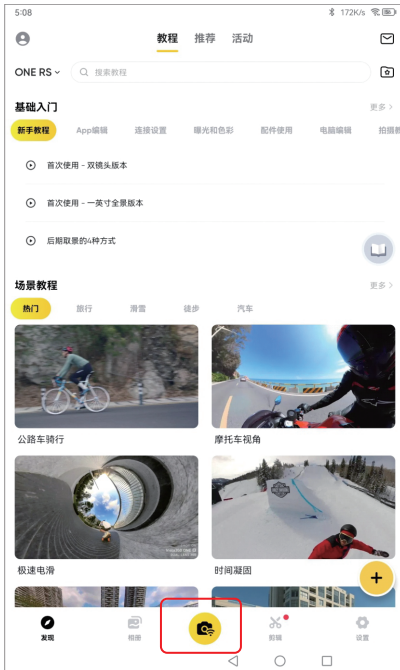 5:08 172K/s
教程 推荐 活动
ONE RS 搜索教程
基础入门 更多
新手教程 App编辑 连接设置 曝光和色彩 配件使用 电脑编辑 拍摄
首次使用 - 双镜头版本
首次使用 - 一英寸全景版本
后期取景的4种方式
场景教程 更多
热门 旅行 滑雪 徒步 汽车
公路车骑行 摩托车视角
极速电滑 时间凝固
发现 相册 剪辑 设置